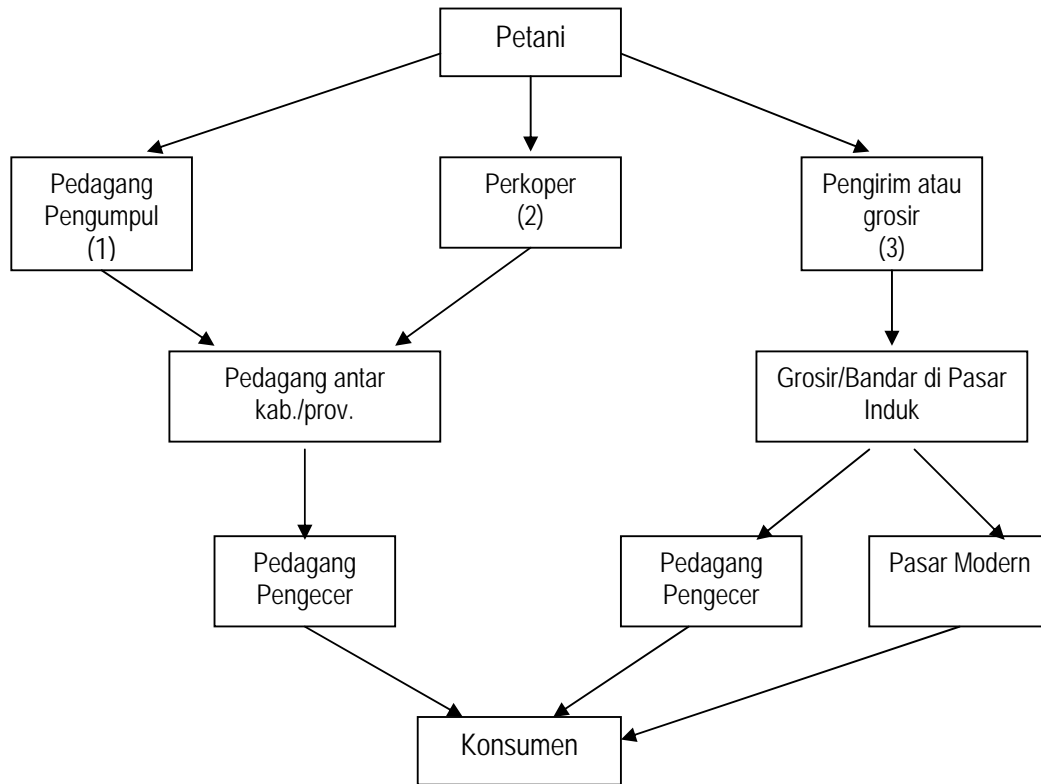 Petani
Pedagang
Pengumpul
(1)
Perkoper
(2)
Pengirim atau
grosir
(3)
Pedagang antar
kab./prov.
Grosir/Bandar di Pasar
Induk
Pedagang
Pengecer
Pedagang
Pengecer
Pasar Modern
Konsumen